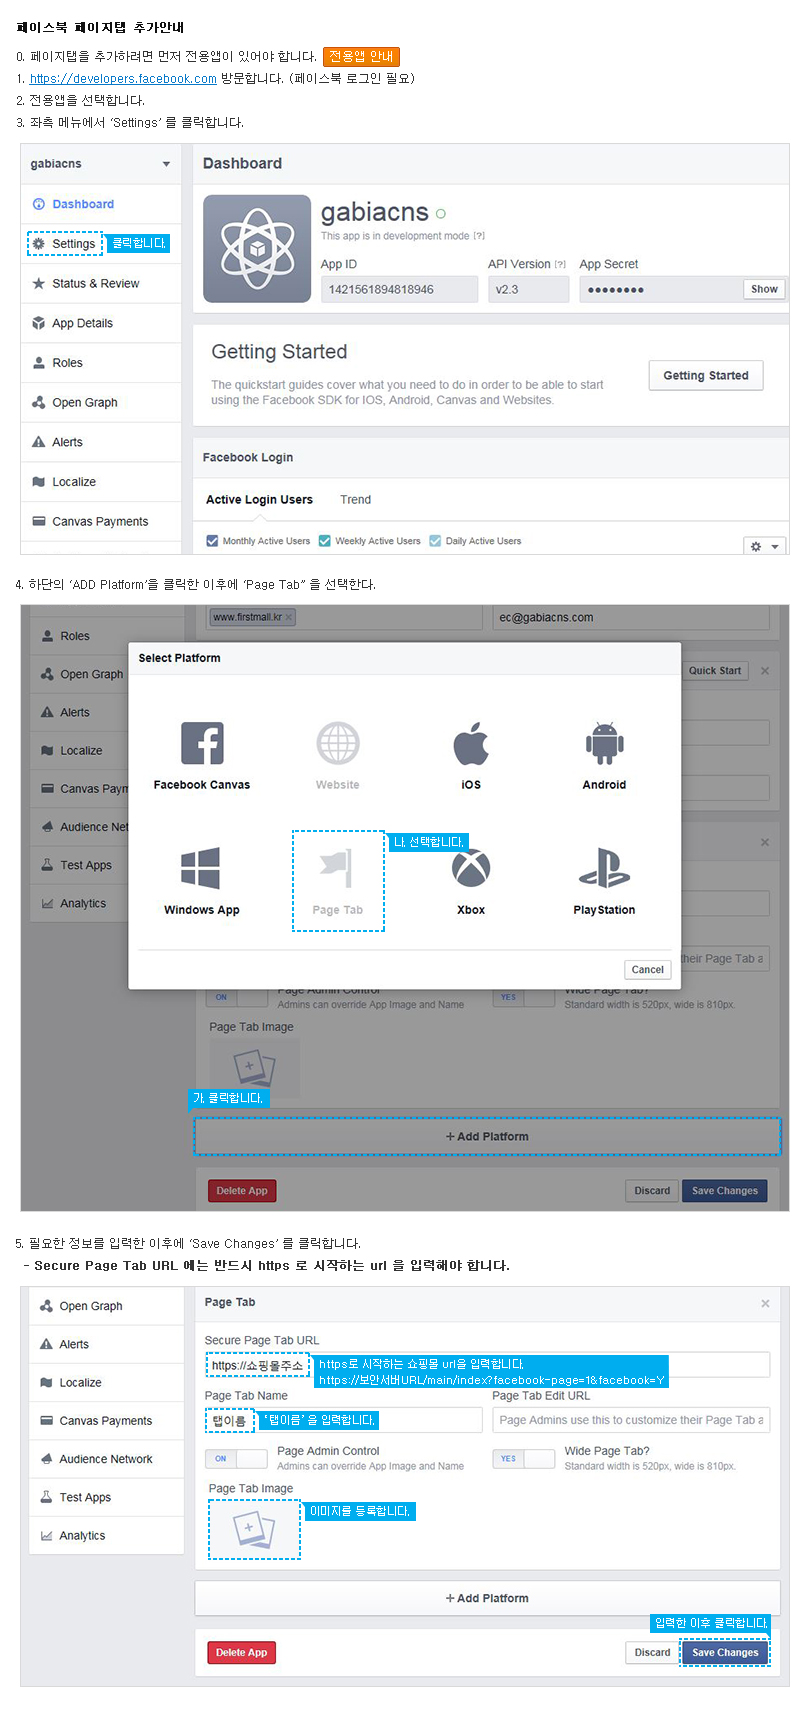 페이스북 페이지탭 추가안내
0. 페이지탭을 추가하려면 먼저 전용앱이 있어야 합니다. 전용앱 안내
1. https://developers.facebook.com 방문합니다. (페이스북 로그인 필요)
2. 전용앱을 선택합니다.
3. 좌측 메뉴에서 ‘Settings’ 를 클릭합니다.
gabiacns
Dashboard
Settings
클릭합니다.
Status & Review
App Details
Roles
Open Graph
Alerts
Localize
Canvas Payments
Dashboard
gabiacns
This app is in development mode [?]
App ID
API Version [?]
App Secret
1421561894818946
v2.3
●●●●●●●●
Show
Getting Started
The quickstart guides cover what you need to do in order to be able to start
using the Facebook SDK for IOS, Android, Canvas and Websites.
Getting Started
Facebook Login
Active Login Users
Trend
Monthly Active Users
Weekly Active Users
Daily Active Users
4. 하단의 ‘ADD Platform’을 클릭한 이후에 ‘Page Tab” 을 선택한다.
www.firstmall.kr ×
ec@gabiacns.com
Roles
Open Graph
Alerts
Localize
Canvas Paym
Audience Net
Test Apps
Analytics
Quick Start
Select Platform
Facebook Canvas
Website
iOS
Android
나. 선택합니다.
Windows App
Page Tab
Xbox
PlayStation
Cancel
their Page Tab a
ON
Page Admin Control
Admins can override App Image and Name
YES
Wide Page Tab?
Standard width is 520px, wide is 810px.
Page Tab Image
가. 클릭합니다.
+ Add Platform
Delete App
Discard
Save Changes
5. 필요한 정보를 입력한 이후에 ‘Save Changes’ 를 클릭합니다.
- Secure Page Tab URL 에는 반드시 https 로 시작하는 url 을 입력해야 합니다.
Open Graph
Alerts
Localize
Canvas Payments
Audience Network
Test Apps
Analytics
Page Tab
Secure Page Tab URL
https://쇼핑몰주소
https로 시작하는 쇼핑몰 url을 입력합니다.
https://보안서버URL/main/index?facebook-page=1&facebook=Y
Page Tab Name
Page Tab Edit URL
탭이름
‘탭이름’ 을 입력합니다.
Page Admins use this to customize their Page Tab a
ON
Page Admin Control
Admins can override App Image and Name
YES
Wide Page Tab?
Standard width is 520px, wide is 810px.
Page Tab Image
이미지를 등록합니다.
+ Add Platform
입력한 이후 클릭합니다.
Delete App
Discard
Save Changes